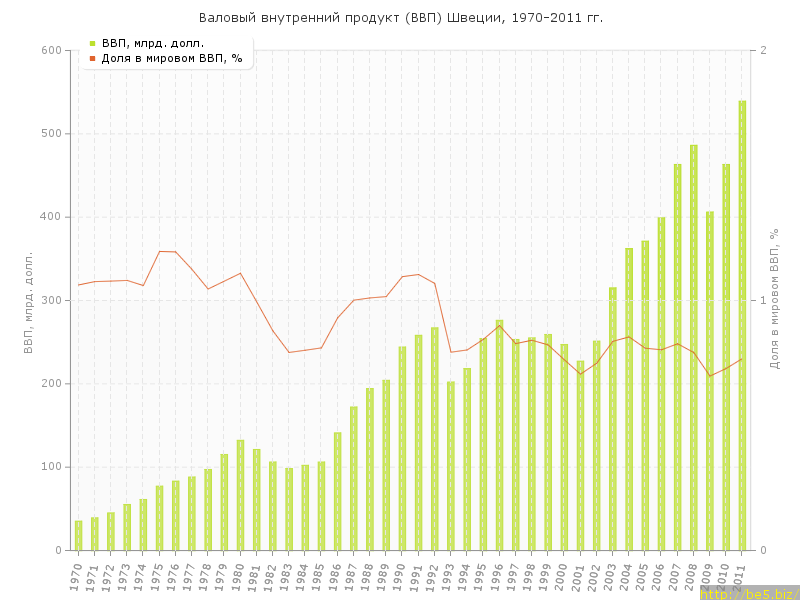 Валовый внутренний продукт (ВВП) Швеции, 1970-2011 гг.
ВВП, млрд. долл.
Доля в мировом ВВП, %
600
500
400
300
200
100
0
2
1
0
ВВП, млрд. долл.
Доля в мировом ВВП, %
1970 1971 1972 1973 1974 1975 1976 1977 1978 1979 1980 1981 1982 1983 1984 1985 1986 1987 1988 1989 1990 1991 1992 1993 1994 1995 1996 1997 1998 1999 2000 2001 2002 2003 2004 2005 2006 2007 2008 2009 2010 2011
http://be5.biz/